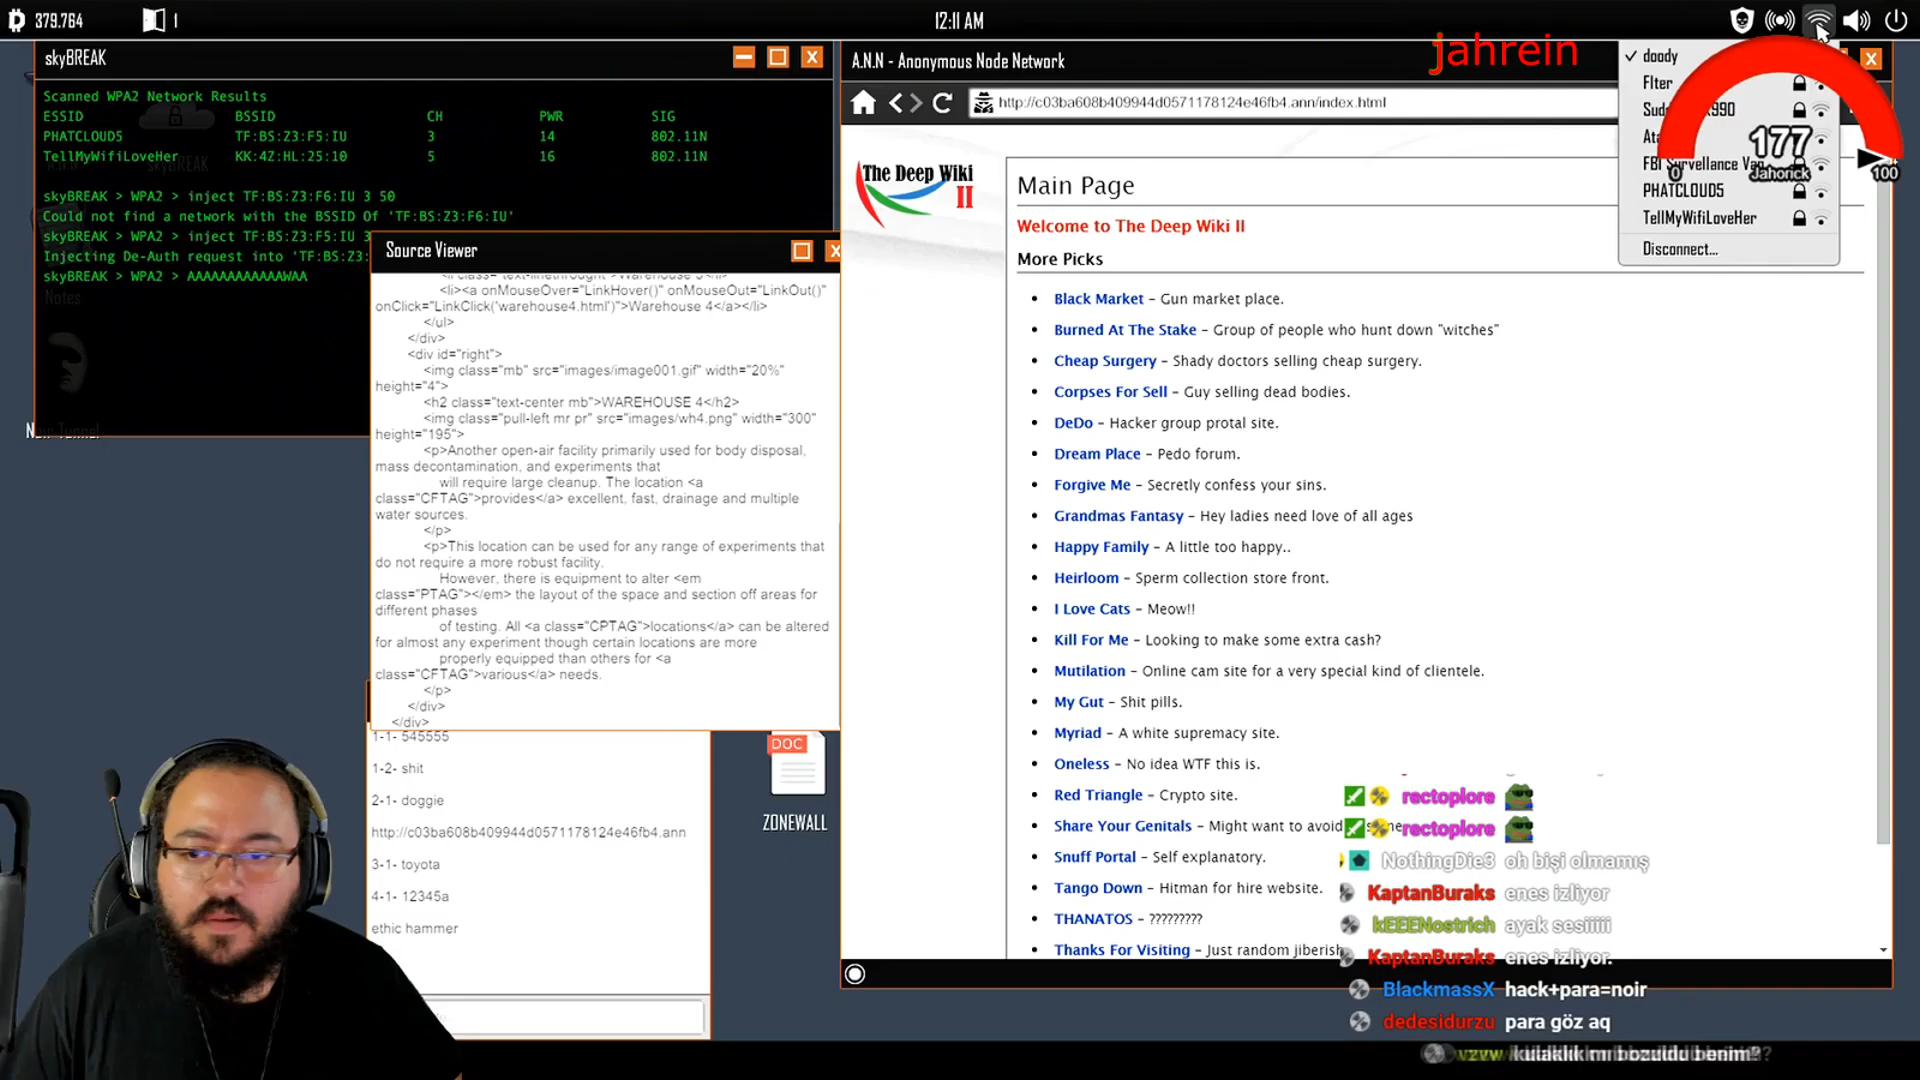 379.764
1
12:11 AM
jahrein
skyBREAK
Scanned WPA2 Network Results
ESSID BSSID CH PWR SIG
PHATCLOUD5 TF:BS:Z3:F5:IU 3 14 802.11N
TellMyWifiLoveHer KK:4Z:HL:25:10 5 16 802.11N
skyBREAK > WPA2 > inject TF:BS:Z3:F6:IU 3 50
Could not find a network with the BSSID Of 'TF:BS:Z3:F6:IU'
skyBREAK > WPA2 > inject TF:BS:Z3:F6:IU 3
Injecting De-Auth request into 'TF:BS:Z3:
skyBREAK > WPA2 > AAAAAAAAAAAAWAA
Notes
Source Viewer
<li><a onMouseOver="LinkHover()" onMouseOut="LinkOut()"
onClick="LinkClick('warehouse4.html')">Warehouse 4</a></li>
</ul>
</div>
<div id="right">
<img class="mb" src="images/image001.gif" width="20%"
height="4">
<h2 class="text-center mb">WAREHOUSE 4</h2>
<img class="pull-left mr pr" src="images/wh4.png" width="300"
height="195">
<p>Another open-air facility primarily used for body disposal,
mass decontamination, and experiments that
will require large cleanup. The location <a
class="CFTAG">provides</a> excellent, fast, drainage and multiple
water sources.
</p>
<p>This location can be used for any range of experiments that
do not require a more robust facility.
However, there is equipment to alter <em
class="PTAG"></em> the layout of the space and section off areas for
different phases
of testing. All <a class="CPTAG">locations</a> can be altered
for almost any experiment though certain locations are more
properly equipped than others for <a
class="CFTAG">various</a> needs.
</p>
</div>
</div>
1-1- 545555
1-2- shit
2-1- doggie
http://c03ba608b409944d0571178124e46fb4.ann
3-1- toyota
4-1- 12345a
ethic hammer
DOC
ZONEWALL
A.N.N - Anonymous Node Network
http://c03ba608b409944d0571178124e46fb4.ann/index.html
The Deep Wiki
II
Main Page
Welcome to The Deep Wiki II
More Picks
Black Market - Gun market place.
Burned At The Stake - Group of people who hunt down "witches"
Cheap Surgery - Shady doctors selling cheap surgery.
Corpses For Sell - Guy selling dead bodies.
DeDo - Hacker group protal site.
Dream Place - Pedo forum.
Forgive Me - Secretly confess your sins.
Grandmas Fantasy - Hey ladies need love of all ages
Happy Family - A little too happy..
Heirloom - Sperm collection store front.
I Love Cats - Meow!!
Kill For Me - Looking to make some extra cash?
Mutilation - Online cam site for a very special kind of clientele.
My Gut - Shit pills.
Myriad - A white supremacy site.
Oneless - No idea WTF this is.
Red Triangle - Crypto site.
Share Your Genitals - Might want to avoid
Snuff Portal - Self explanatory.
Tango Down - Hitman for hire website.
THANATOS - ?????????
Thanks For Visiting - Just random jiberish
doody
FBI Survellance
PHATCLOUD5
TellMyWifiLoveHer
Disconnect...
177
Jahorick
0
100
rectoplore
rectoplore
NothingDie3 oh bişi olmamış
KaptanBuraks enes izliyor
kEEENostrich ayak sesiiiii
KaptanBuraks enes izliyor.
BlackmassX hack+para=noir
dedesidurzu para göz aq